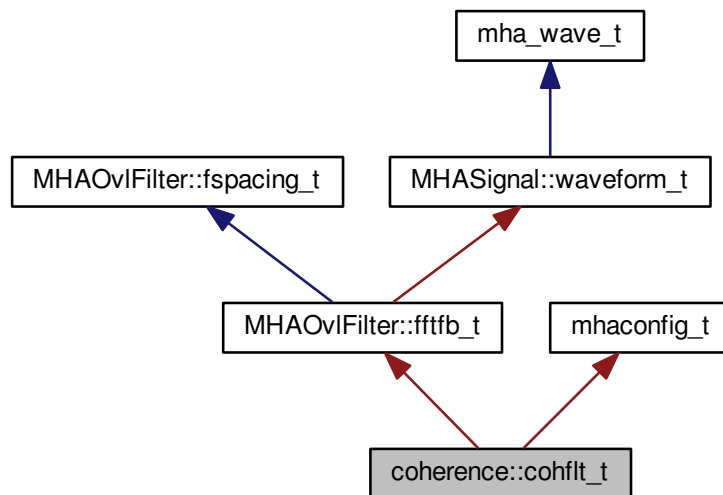 mha_wave_t
MHAOvlFilter::fspacing_t
MHASignal::waveform_t
MHAOvlFilter::fftfb_t
mhaconfig_t
coherence::cohflt_t